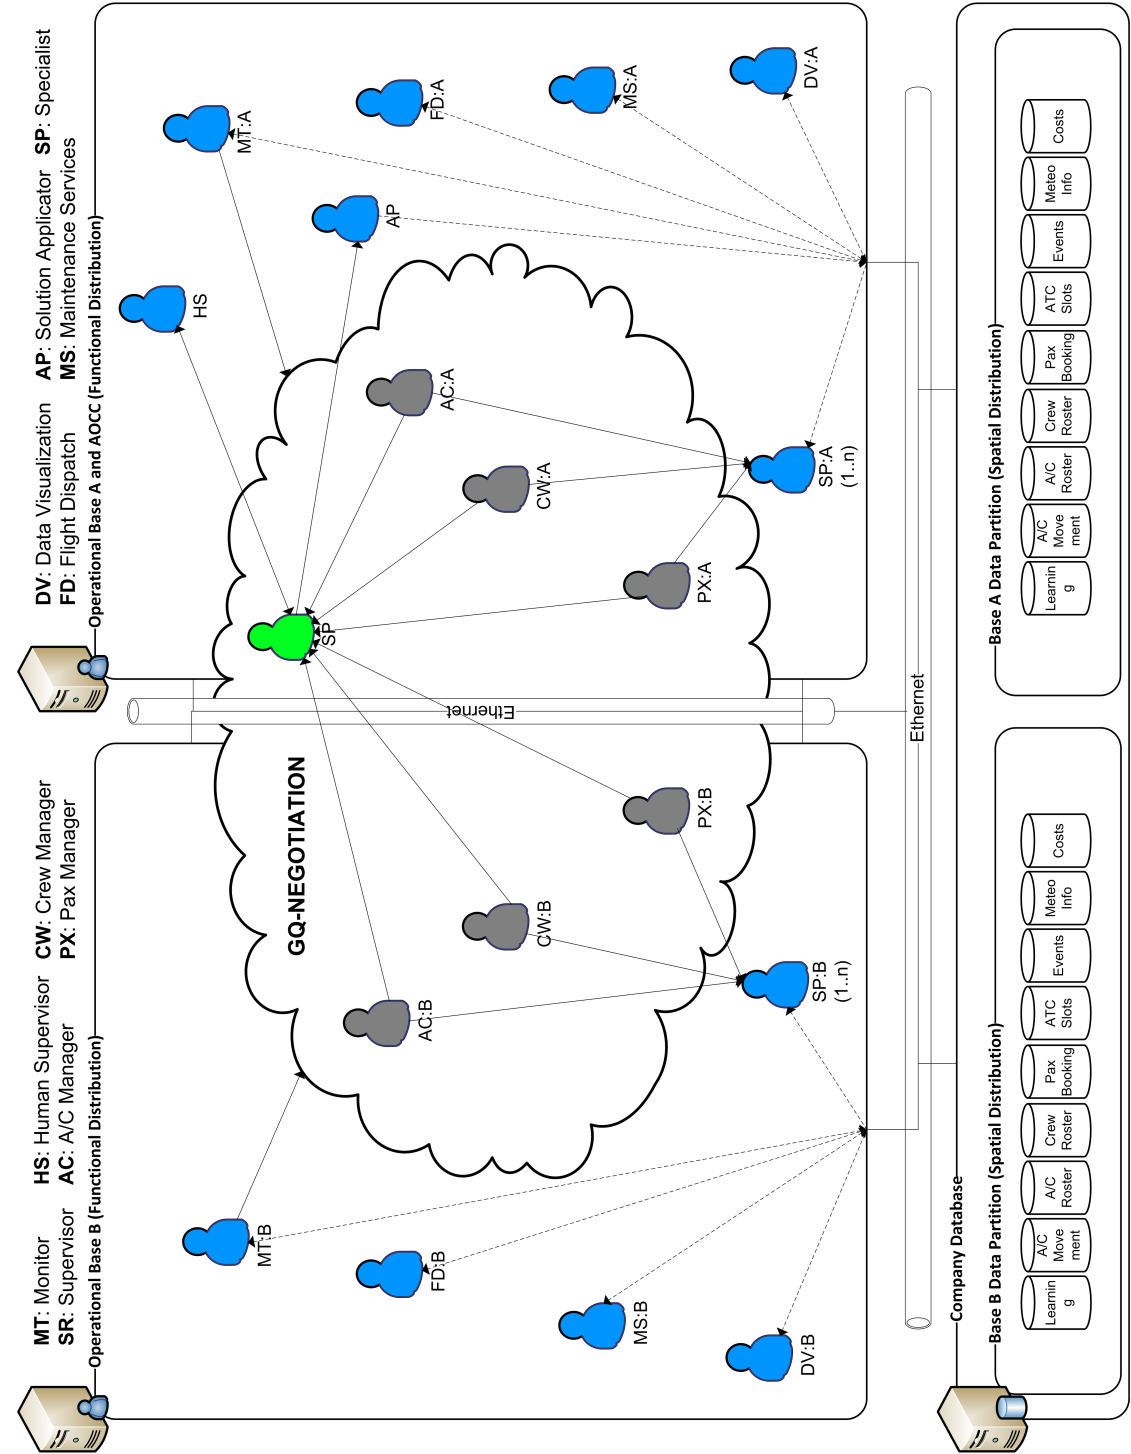 MT: Monitor
SR: Supervisor
HS: Human Supervisor
AC: A/C Manager
CW: Crew Manager
PX: Pax Manager
DV: Data Visualization
FD: Flight Dispatch
AP: Solution Applicator
MS: Maintenance Services
SP: Specialist
Operational Base B (Functional Distribution)
Operational Base A and AOCC (Functional Distribution)
MT:B
FD:B
MS:B
DV:B
AC:B
CW:B
PX:B
SP:B
(1..n)
GQ-NEGOTIATION
Ethernet
SP
HS
MT:A
AP
FD:A
MS:A
DV:A
AC:A
CW:A
PX:A
SP:A
(1..n)
Ethernet
Company Database
Base B Data Partition (Spatial Distribution)
Learnin
g
A/C
Move
ment
A/C
Roster
Crew
Roster
Pax
Booking
ATC
Slots
Events
Meteo
Info
Costs
Base A Data Partition (Spatial Distribution)
Learnin
g
A/C
Move
ment
A/C
Roster
Crew
Roster
Pax
Booking
ATC
Slots
Events
Meteo
Info
Costs